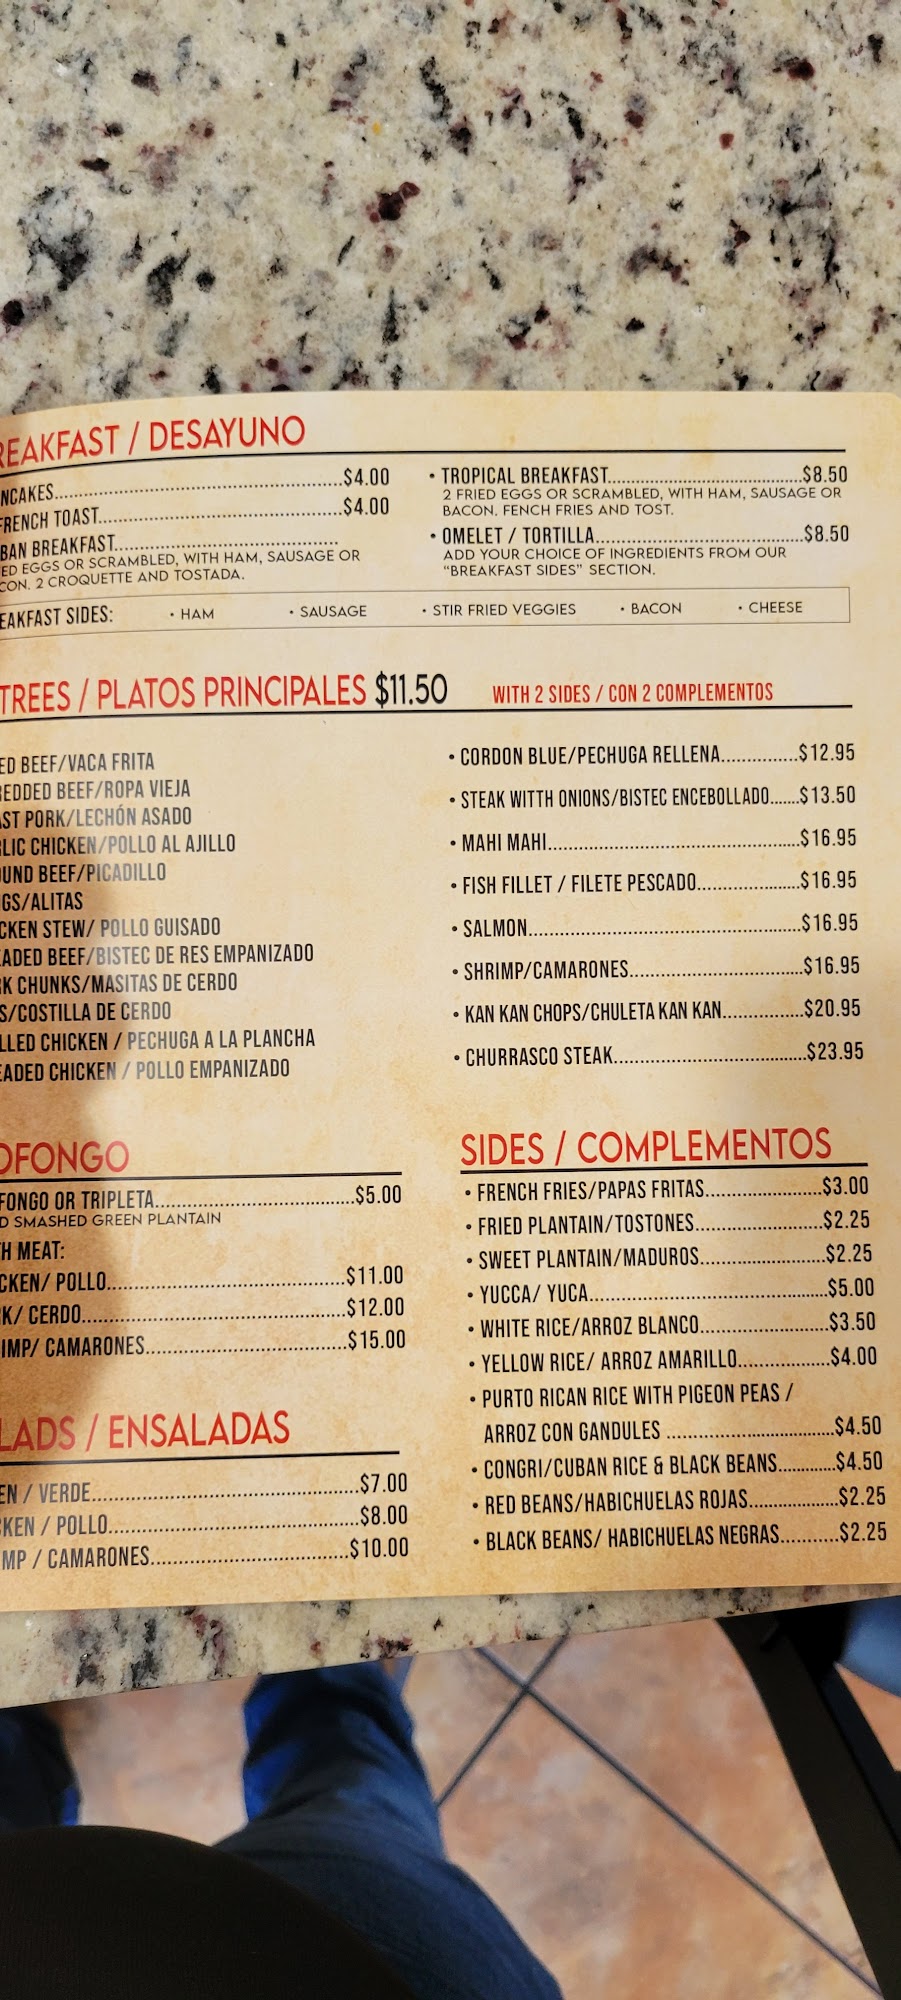 REAKFAST / DESAYUNO
NCAKES...$4.00
FRENCH TOAST...$4.00
BAN BREAKFAST...
ED EGGS OR SCRAMBLED, WITH HAM, SAUSAGE OR
CON. 2 CROQUETTE AND TOSTADA.
• TROPICAL BREAKFAST...$8.50
2 FRIED EGGS OR SCRAMBLED, WITH HAM, SAUSAGE OR
BACON. FENCH FRIES AND TOST.
• OMELET / TORTILLA...$8.50
ADD YOUR CHOICE OF INGREDIENTS FROM OUR
"BREAKFAST SIDES" SECTION.
EAKFAST SIDES: • HAM • SAUSAGE • STIR FRIED VEGGIES • BACON • CHEESE
TREES / PLATOS PRINCIPALES $11.50 WITH 2 SIDES / CON 2 COMPLEMENTOS
ED BEEF/VACA FRITA
REDDED BEEF/ROPA VIEJA
AST PORK/LECHÓN ASADO
RLIC CHICKEN/POLLO AL AJILLO
OUND BEEF/PICADILLO
GS/ALITAS
CKEN STEW/ POLLO GUISADO
EADED BEEF/BISTEC DE RES EMPANIZADO
RK CHUNKS/MASITAS DE CERDO
S/COSTILLA DE CERDO
LLED CHICKEN / PECHUGA A LA PLANCHA
EADED CHICKEN / POLLO EMPANIZADO
• CORDON BLUE/PECHUGA RELLENA...$12.95
• STEAK WITTH ONIONS/BISTEC ENCEBOLLADO...$13.50
• MAHI MAHI...$16.95
• FISH FILLET / FILETE PESCADO...$16.95
• SALMON...$16.95
• SHRIMP/CAMARONES...$16.95
• KAN KAN CHOPS/CHULETA KAN KAN...$20.95
• CHURRASCO STEAK...$23.95
OFONGO
FONGO OR TRIPLETA...$5.00
D SMASHED GREEN PLANTAIN
H MEAT:
CKEN/ POLLO...$11.00
RK/ CERDO...$12.00
IMP/ CAMARONES...$15.00
LADS / ENSALADAS
EN / VERDE...$7.00
KEN / POLLO...$8.00
MP / CAMARONES...$10.00
SIDES / COMPLEMENTOS
• FRENCH FRIES/PAPAS FRITAS...$3.00
• FRIED PLANTAIN/TOSTONES...$2.25
• SWEET PLANTAIN/MADUROS...$2.25
• YUCCA/ YUCA...$5.00
• WHITE RICE/ARROZ BLANCO...$3.50
• YELLOW RICE/ ARROZ AMARILLO...$4.00
• PURTO RICAN RICE WITH PIGEON PEAS /
ARROZ CON GANDULES ...$4.50
• CONGRI/CUBAN RICE & BLACK BEANS...$4.50
• RED BEANS/HABICHUELAS ROJAS...$2.25
• BLACK BEANS/ HABICHUELAS NEGRAS...$2.25